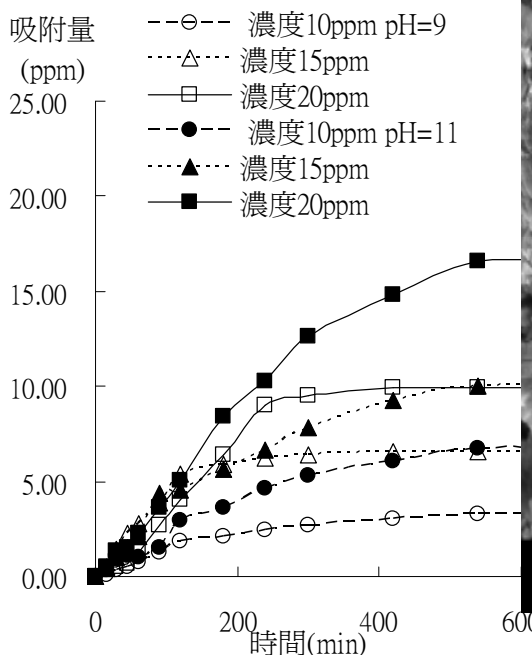 吸附量
(ppm)
濃度10ppm pH=9
濃度15ppm
濃度20ppm
濃度10ppm pH=11
濃度15ppm
濃度20ppm
25.00
20.00
15.00
10.00
5.00
0.00
0 200 400 600
時間(min)